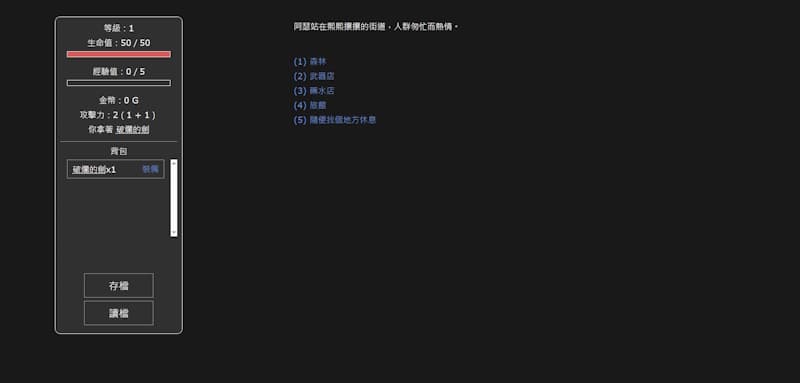 等級：1
生命值：50 / 50
經驗值：0 / 5
金幣：0 G
攻擊力：2 ( 1 + 1 )
你拿著 破爛的劍
背包
破爛的劍x1 裝備
存檔
讀檔
阿瑟站在熙熙攘攘的街道，人群匆忙而熱情。
(1) 森林
(2) 武器店
(3) 藥水店
(4) 旅館
(5) 隨便找個地方休息